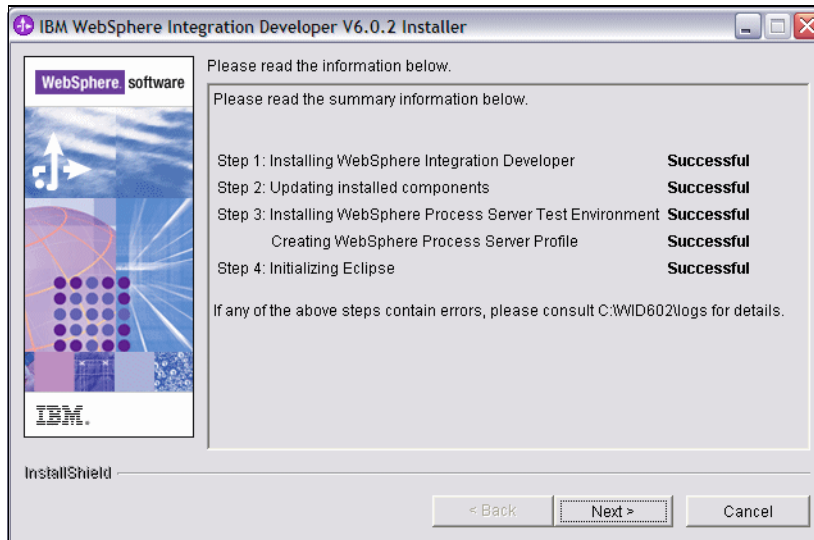 IBM WebSphere Integration Developer V6.0.2 Installer
WebSphere. software
Please read the information below.
Please read the summary information below.
Step 1: Installing WebSphere Integration Developer Successful
Step 2: Updating installed components Successful
Step 3: Installing WebSphere Process Server Test Environment Successful
Creating WebSphere Process Server Profile Successful
Step 4: Initializing Eclipse Successful
If any of the above steps contain errors, please consult C:\WID602\logs for details.
IBM.
InstallShield
< Back Next > Cancel